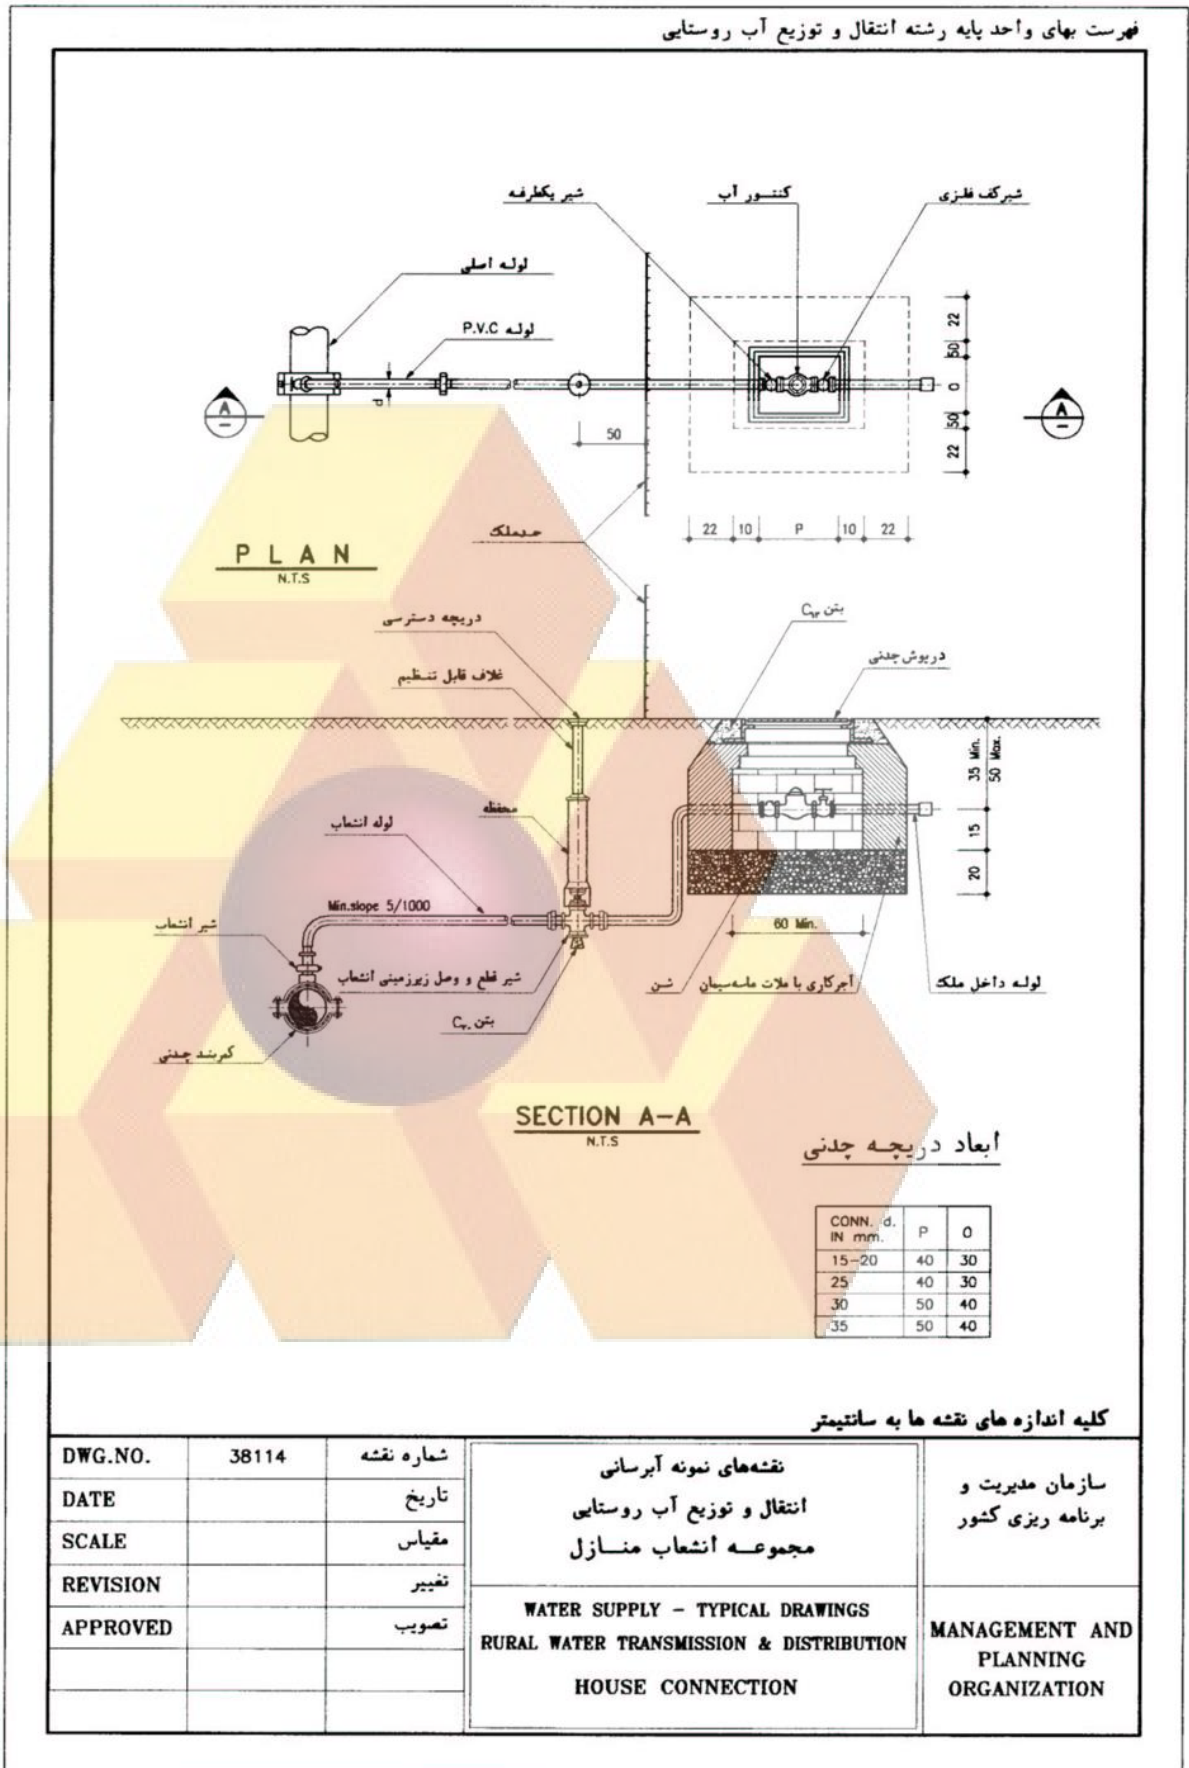 فهرست بهای واحد پایه رشته انتقال و توزیع آب روستایی
شیر یکطرفه
کنتور آب
شیرکف فلزی
لوله اصلی
لوله P.V.C
22
50
O
50
22
d
A
A
50
حدملک
22 10 P 10 22
PLAN
N.T.S
دریچه دسترسی
غلاف قابل تنظیم
بتن C۱۲
درپوش چدنی
35 Min.
50 Max.
15
20
محفظه
لوله انشعاب
Min.slope 5/1000
شیر انشعاب
60 Min.
شیر قطع و وصل زیرزمینی انشعاب
شن
آجرکاری با ملات ماسه‌سیمان
لوله داخل ملک
بتن C۲۰
کمربند چدنی
SECTION A-A
N.T.S
ابعاد دریچه چدنی
CONN. d. IN mm. P O
15-20 40 30
25 40 30
30 50 40
35 50 40
کلیه اندازه های نقشه ها به سانتیمتر
DWG.NO. 38114 شماره نقشه
DATE تاریخ
SCALE مقیاس
REVISION تغییر
APPROVED تصویب
نقشه‌های نمونه آبرسانی
انتقال و توزیع آب روستایی
مجموعه انشعاب منازل
WATER SUPPLY - TYPICAL DRAWINGS
RURAL WATER TRANSMISSION & DISTRIBUTION
HOUSE CONNECTION
سازمان مدیریت و
برنامه ریزی کشور
MANAGEMENT AND
PLANNING
ORGANIZATION